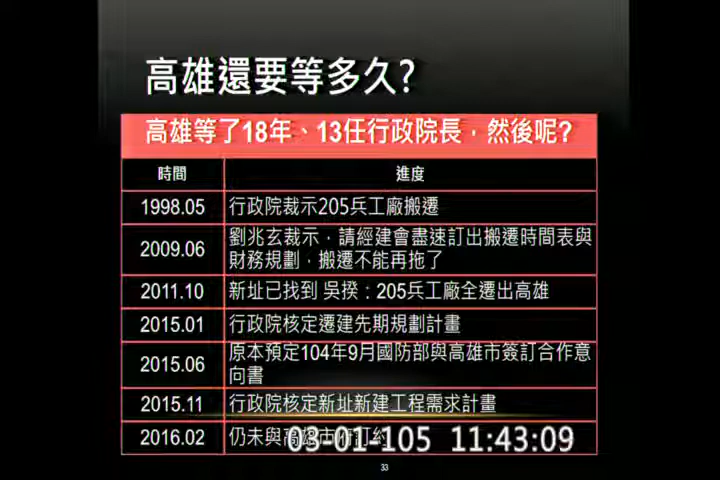 高雄還要等多久?
高雄等了18年、13任行政院長，然後呢?
時間 進度
1998.05 行政院裁示205兵工廠搬遷
2009.06 劉兆玄裁示，請經建會盡速訂出搬遷時間表與
財務規劃，搬遷不能再拖了
2011.10 新址已找到 吳揆：205兵工廠全遷出高雄
2015.01 行政院核定遷建先期規劃計畫
2015.06 原本預定104年9月國防部與高雄市簽訂合作意
向書
2015.11 行政院核定新址新建工程需求計畫
2016.02 仍未與高雄市府訂約
03-01-105 11:43:09
33